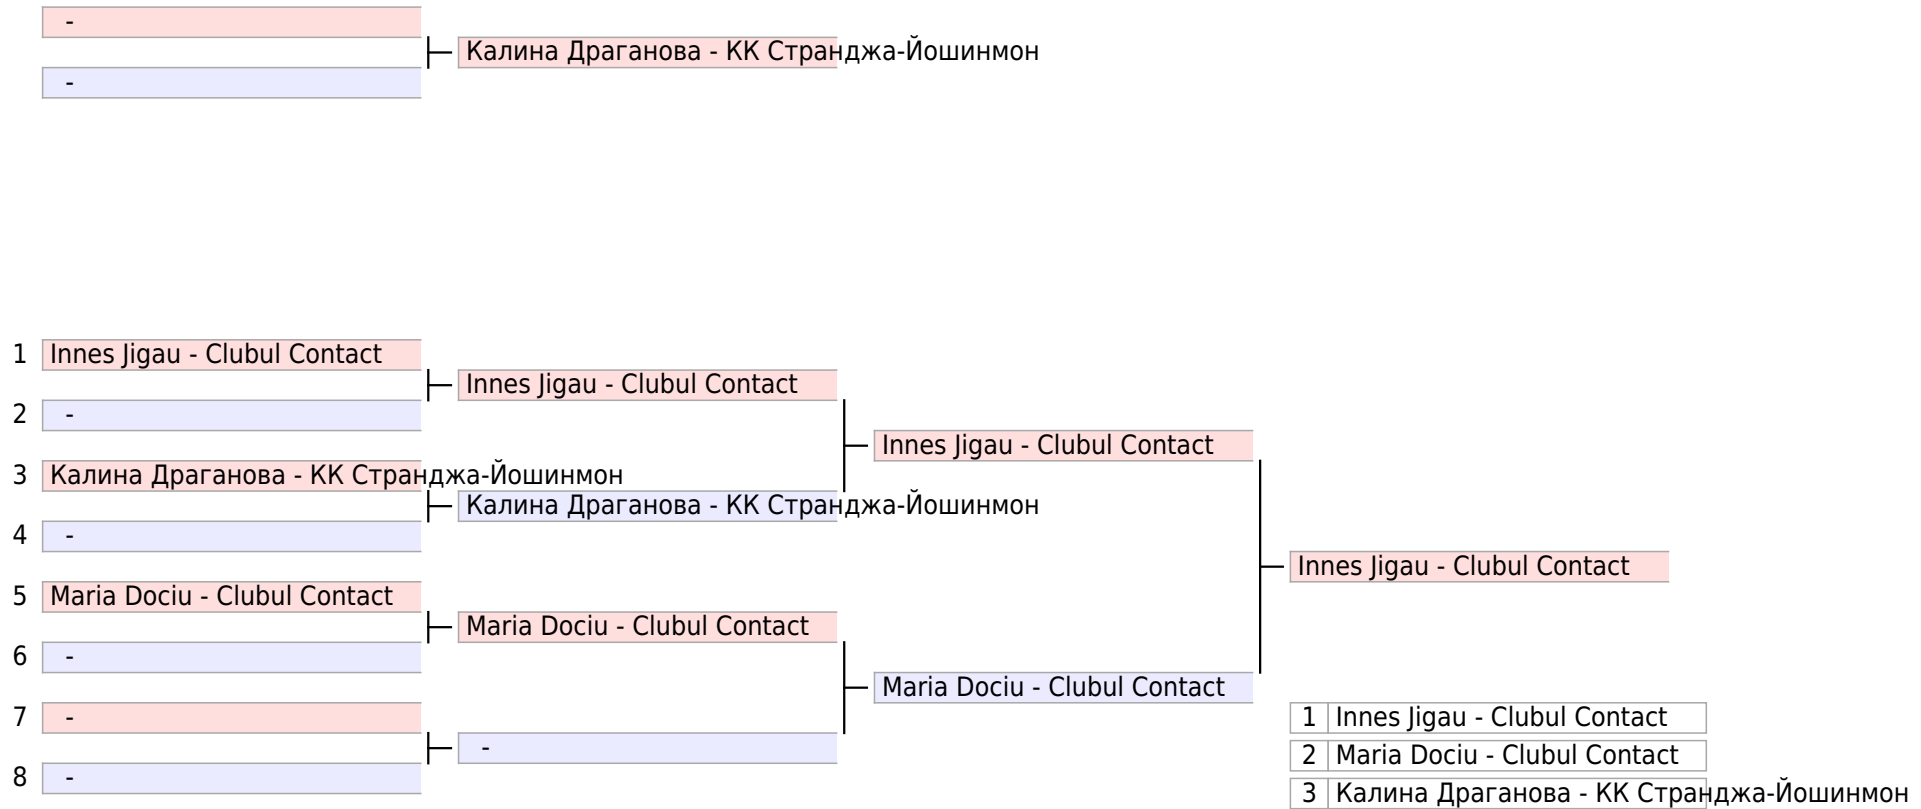 -
Калина Драганова - КК Странджа-Йошинмон
-
1 Innes Jigau - Clubul Contact
Innes Jigau - Clubul Contact
2 -
Innes Jigau - Clubul Contact
3 Калина Драганова - КК Странджа-Йошинмон
Калина Драганова - КК Странджа-Йошинмон
4 -
Innes Jigau - Clubul Contact
5 Maria Dociu - Clubul Contact
Maria Dociu - Clubul Contact
6 -
Maria Dociu - Clubul Contact
7 -
-
8 -
1 Innes Jigau - Clubul Contact
2 Maria Dociu - Clubul Contact
3 Калина Драганова - КК Странджа-Йошинмон